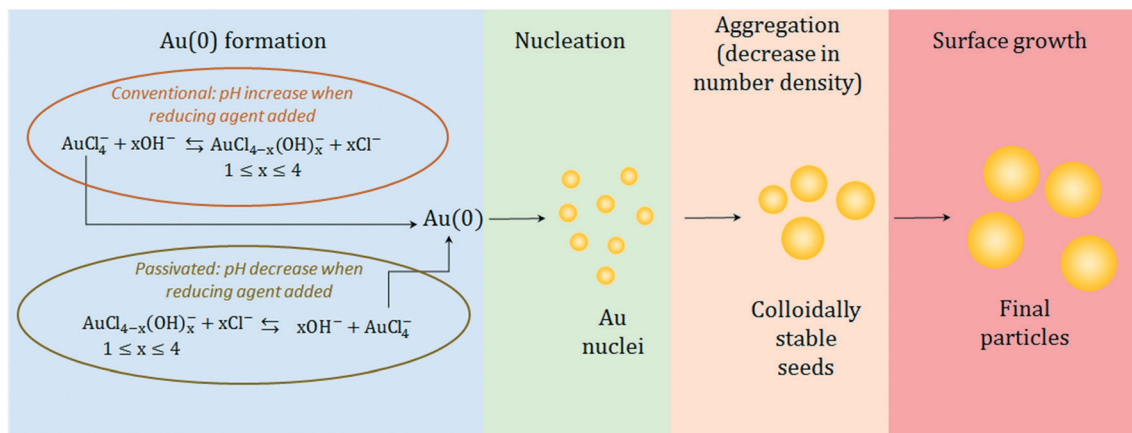 Au(0) formation
Conventional: pH increase when
reducing agent added
AuCl₄⁻ + xOH⁻ ⇆ AuCl₄₋ₓ(OH)ₓ⁻ + xCl⁻
1 ≤ x ≤ 4
Au(0)
Passivated: pH decrease when
reducing agent added
AuCl₄₋ₓ(OH)ₓ⁻ + xCl⁻ ⇆ xOH⁻ + AuCl₄⁻
1 ≤ x ≤ 4
Nucleation
Au
nuclei
Aggregation
(decrease in
number density)
Colloidally
stable
seeds
Surface growth
Final
particles